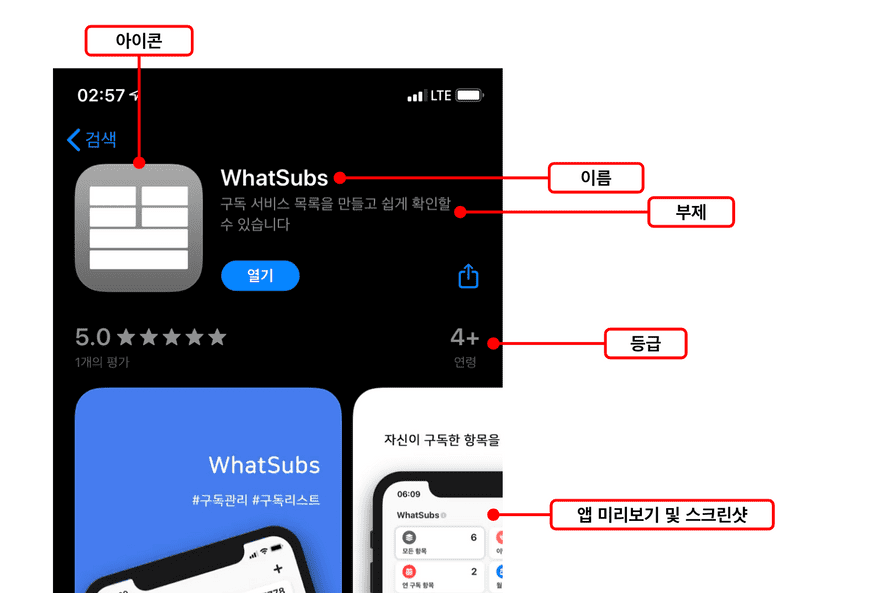 아이콘
02:57
LTE
검색
WhatSubs
이름
구독 서비스 목록을 만들고 쉽게 확인할
수 있습니다
부제
열기
5.0 ★★★★★
4+
등급
1개의 평가
연령
WhatSubs
#구독관리 #구독리스트
자신이 구독한 항목을
06:09
WhatSubs
앱 미리보기 및 스크린샷
6
모든 항목
2
연 구독 항목